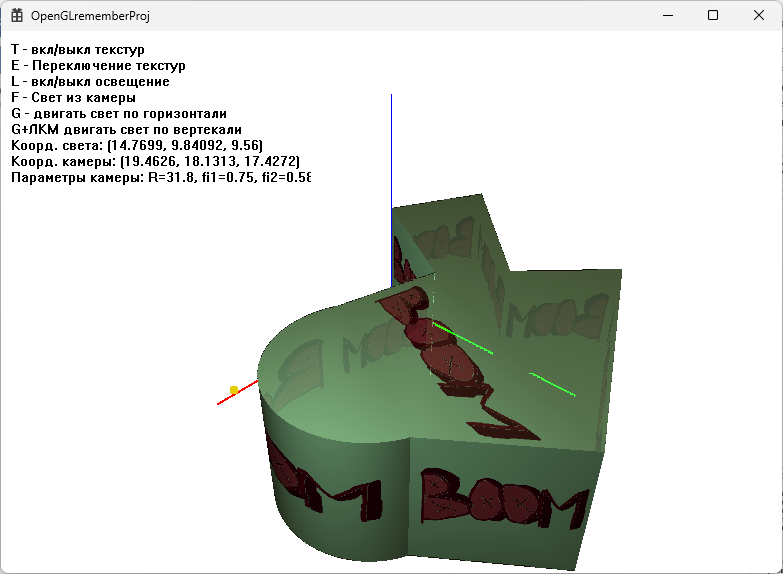 OpenGLrememberProj
T - вкл/выкл текстур
E - Переключение текстур
L - вкл/выкл освещение
F - Свет из камеры
G - двигать свет по горизонтали
G+ЛКМ двигать свет по вертекали
Коорд. света: (14.7699, 9.84092, 9.56)
Коорд. камеры: (19.4626, 18.1313, 17.4272)
Параметры камеры: R=31.8, fi1=0.75, fi2=0.58
BOOM
BOOM